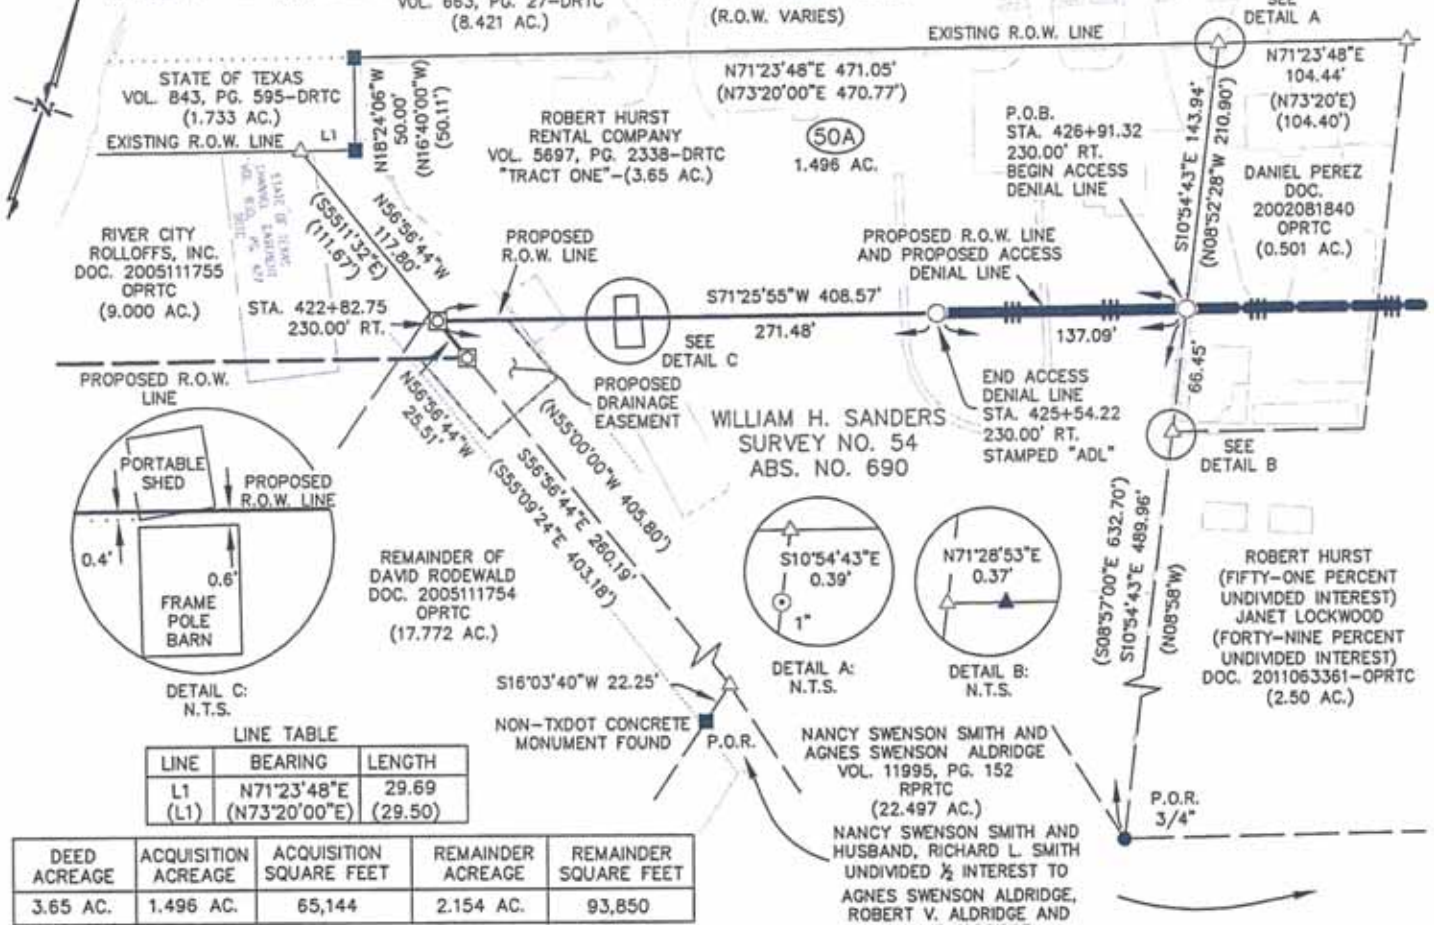 VOL. 663, PG. 27-DRTC
(8.421 AC.)
(R.O.W. VARIES)
SEE
DETAIL A
EXISTING R.O.W. LINE
STATE OF TEXAS
VOL. 843, PG. 595-DRTC
(1.733 AC.)
EXISTING R.O.W. LINE
L1
N
N18°24'06"W
50.00'
(N16°40'00"W)
(50.11')
N71°23'48"E 471.05'
(N73°20'00"E 470.77')
ROBERT HURST
RENTAL COMPANY
VOL. 5697, PG. 2338-DRTC
"TRACT ONE"-(3.65 AC.)
50A
1.496 AC.
P.O.B.
STA. 426+91.32
230.00' RT.
BEGIN ACCESS
DENIAL LINE
S10°54'43"E 143.94'
(N08°52'28"W 210.90')
N71°23'48"E
104.44'
(N73°20'E)
(104.40')
DANIEL PEREZ
DOC.
2002081840
OPRTC
(0.501 AC.)
STATE OF TEXAS
CHANNEL EASEMENT
RIVER CITY
ROLLOFFS, INC.
DOC. 2005111755
OPRTC
(9.000 AC.)
N56°56'44"W
117.80'
(S55°11'32"E)
(111.67')
STA. 422+82.75
230.00' RT.
PROPOSED
R.O.W. LINE
PROPOSED R.O.W. LINE
AND PROPOSED ACCESS
DENIAL LINE
S71°25'55"W 408.57'
271.48'
137.09'
66.45'
SEE
DETAIL C
PROPOSED R.O.W.
LINE
N56°56'44"W
25.51'
PROPOSED
DRAINAGE
EASEMENT
END ACCESS
DENIAL LINE
STA. 425+54.22
230.00' RT.
STAMPED "ADL"
WILLIAM H. SANDERS
SURVEY NO. 54
ABS. NO. 690
SEE
DETAIL B
(N55°00'00"W 405.80')
S56°56'44"E 260.19'
(S55°09'24"E 403.18')
PORTABLE
SHED
PROPOSED
R.O.W. LINE
0.4'
0.6'
FRAME
POLE
BARN
DETAIL C:
N.T.S.
REMAINDER OF
DAVID RODEWALD
DOC. 2005111754
OPRTC
(17.772 AC.)
S10°54'43"E
0.39'
1"
DETAIL A:
N.T.S.
N71°28'53"E
0.37'
DETAIL B:
N.T.S.
(S08°57'00"E 632.70')
S10°54'43"E 489.96'
(N08°58'W)
ROBERT HURST
(FIFTY-ONE PERCENT
UNDIVIDED INTEREST)
JANET LOCKWOOD
(FORTY-NINE PERCENT
UNDIVIDED INTEREST)
DOC. 2011063361-OPRTC
(2.50 AC.)
S16°03'40"W 22.25'
NON-TXDOT CONCRETE
MONUMENT FOUND
P.O.R.
NANCY SWENSON SMITH AND
AGNES SWENSON ALDRIDGE
VOL. 11995, PG. 152
RPRTC
(22.497 AC.)
NANCY SWENSON SMITH AND
HUSBAND, RICHARD L. SMITH
UNDIVIDED ½ INTEREST TO
AGNES SWENSON ALDRIDGE,
ROBERT V. ALDRIDGE AND
P.O.R.
3/4"
LINE TABLE
LINE BEARING LENGTH
L1 N71°23'48"E 29.69
(L1) (N73°20'00"E) (29.50)
DEED ACREAGE ACQUISITION ACREAGE ACQUISITION SQUARE FEET REMAINDER ACREAGE REMAINDER SQUARE FEET
3.65 AC. 1.496 AC. 65,144 2.154 AC. 93,850